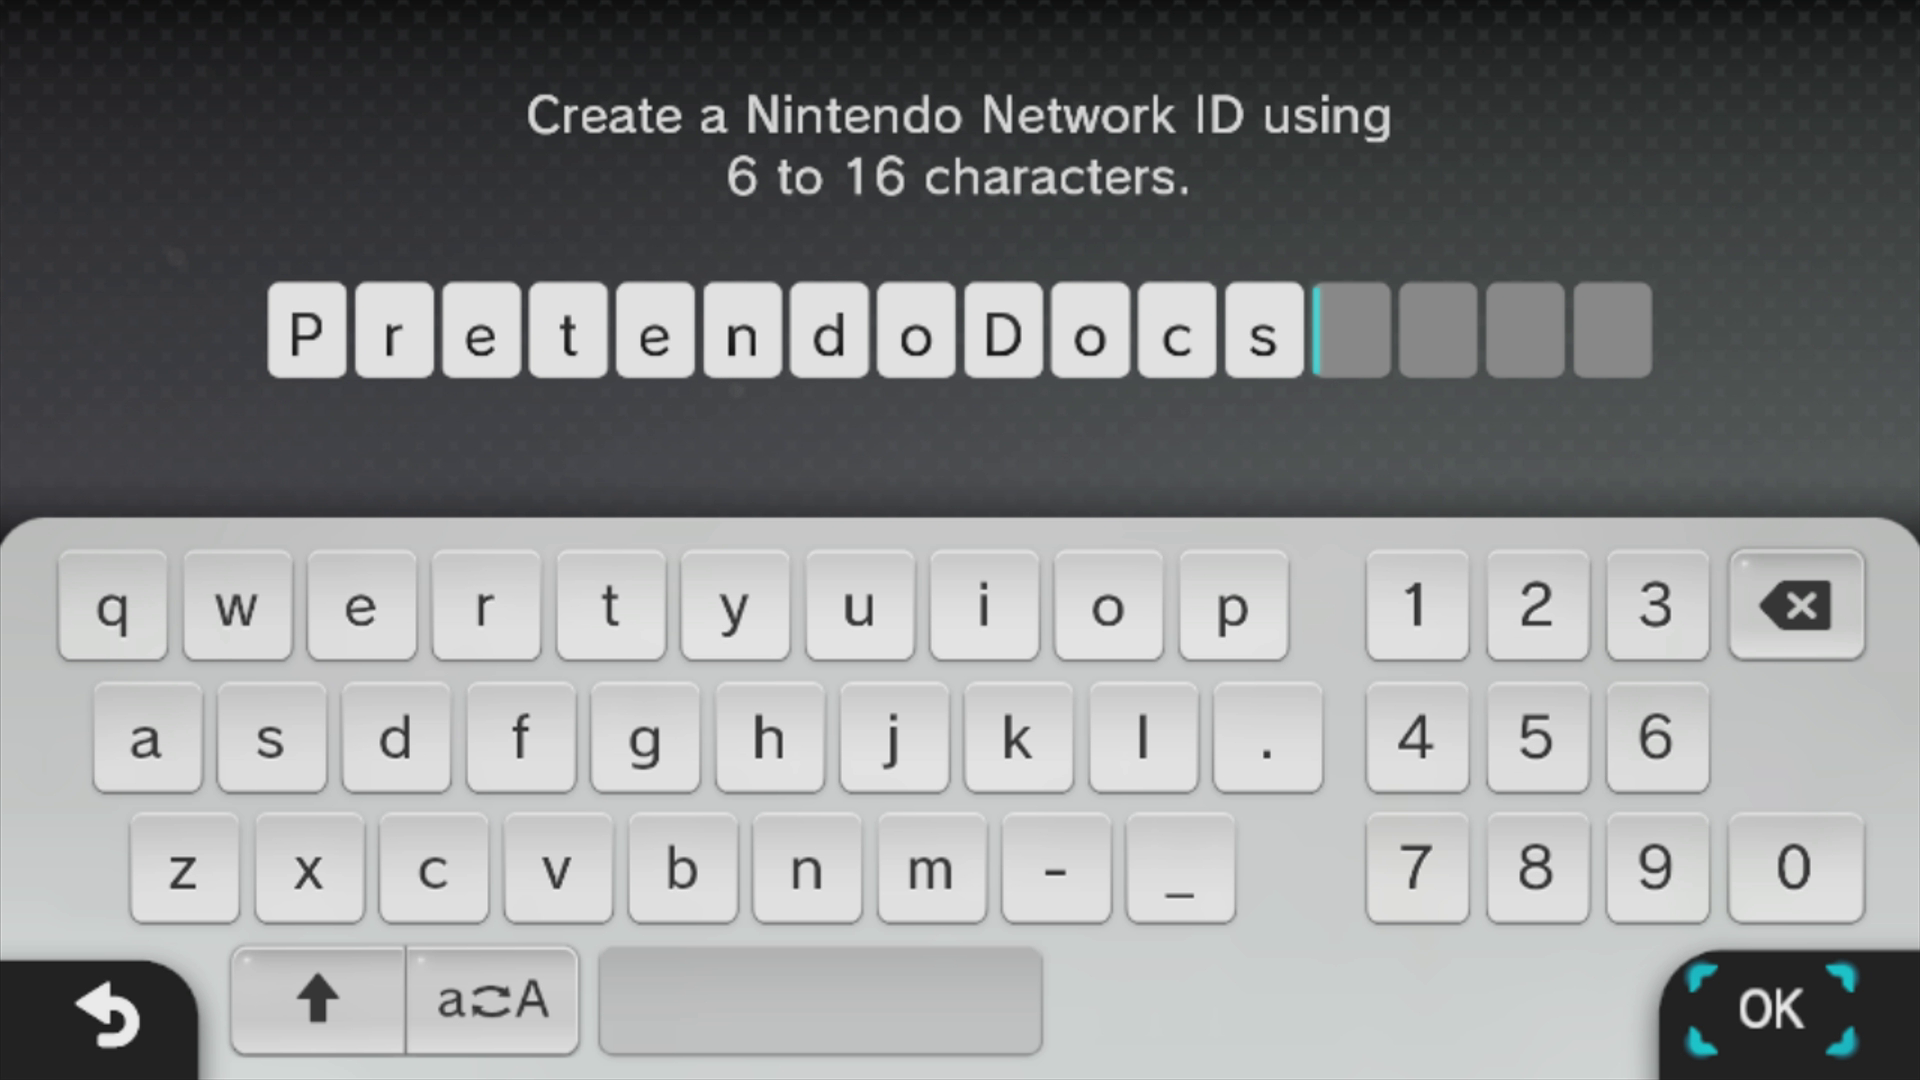 Create a Nintendo Network ID using
6 to 16 characters.
PretendoDocs
q w e r t y u i o p 1 2 3
a s d f g h j k l . 4 5 6
z x c v b n m - _ 7 8 9 0
a A
OK